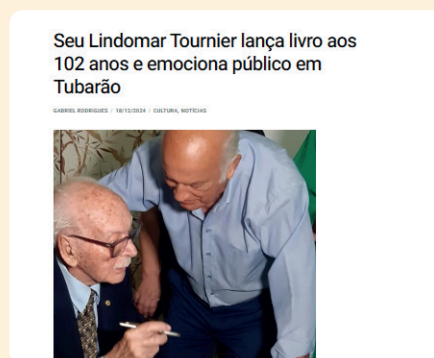 Seu Lindomar Tournier lança livro aos
102 anos e emociona público em
Tubarão
GABRIEL RODRIGUES / 18/12/2024 / CULTURA, NOTÍCIAS